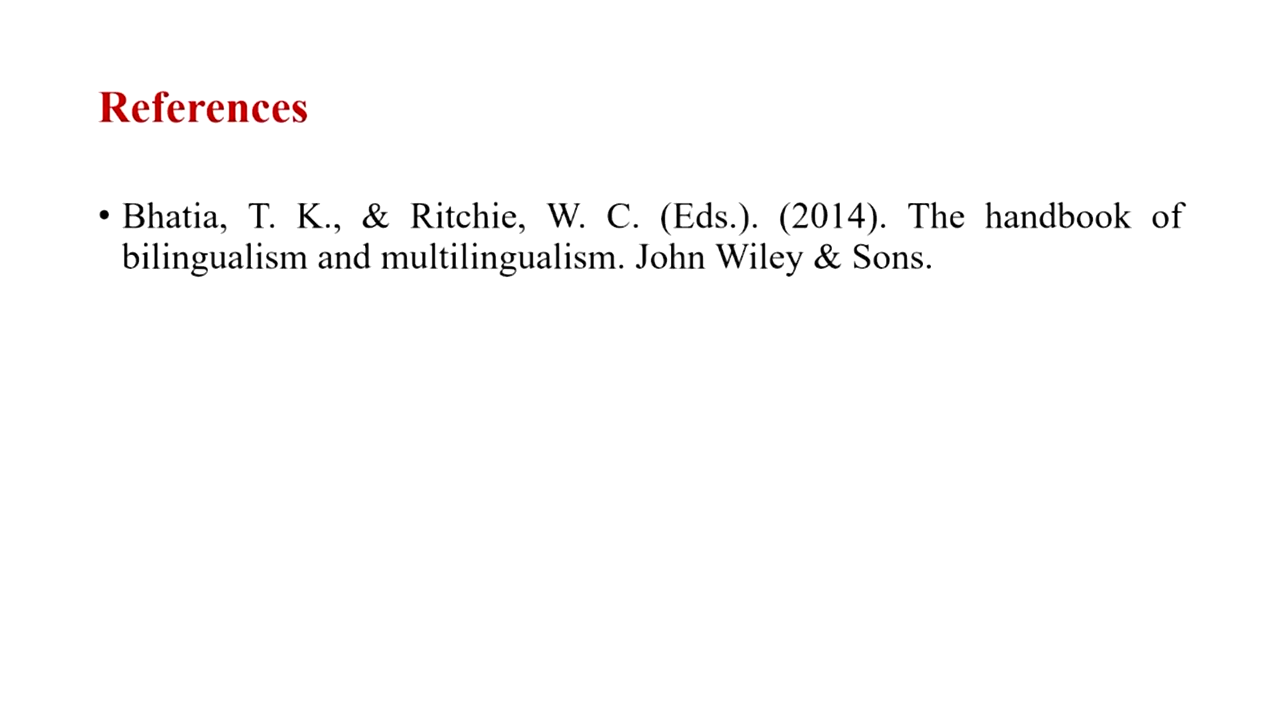 References
• Bhatia, T. K., & Ritchie, W. C. (Eds.). (2014). The handbook of
bilingualism and multilingualism. John Wiley & Sons.